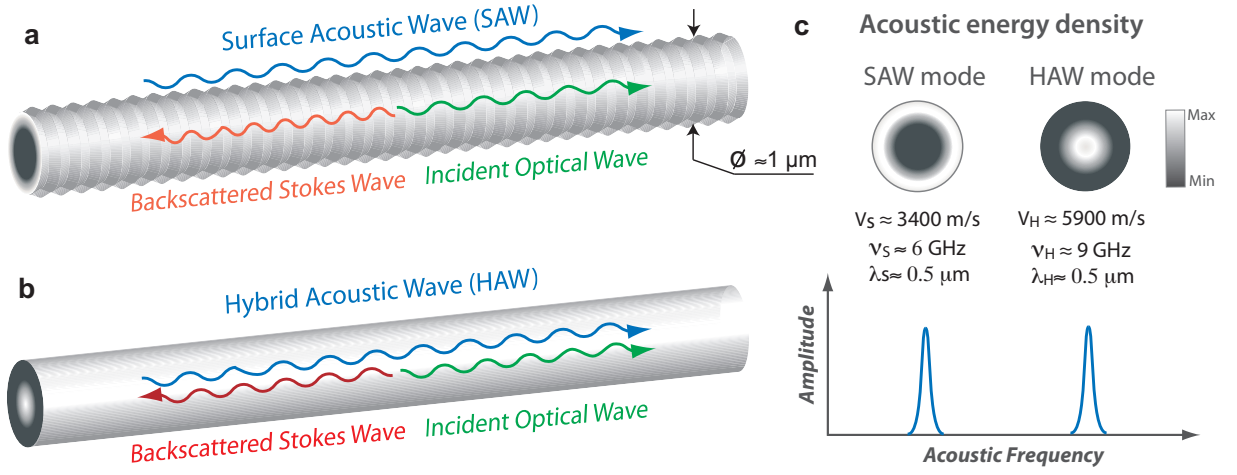 a
Surface Acoustic Wave (SAW)
Backscattered Stokes Wave
Incident Optical Wave
Ø ≈1 µm
b
Hybrid Acoustic Wave (HAW)
Backscattered Stokes Wave
Incident Optical Wave
c
Acoustic energy density
SAW mode
HAW mode
Max
Min
VS ≈ 3400 m/s
νS ≈ 6 GHz
λS≈ 0.5 µm
VH ≈ 5900 m/s
νH ≈ 9 GHz
λH≈ 0.5 µm
Amplitude
Acoustic Frequency